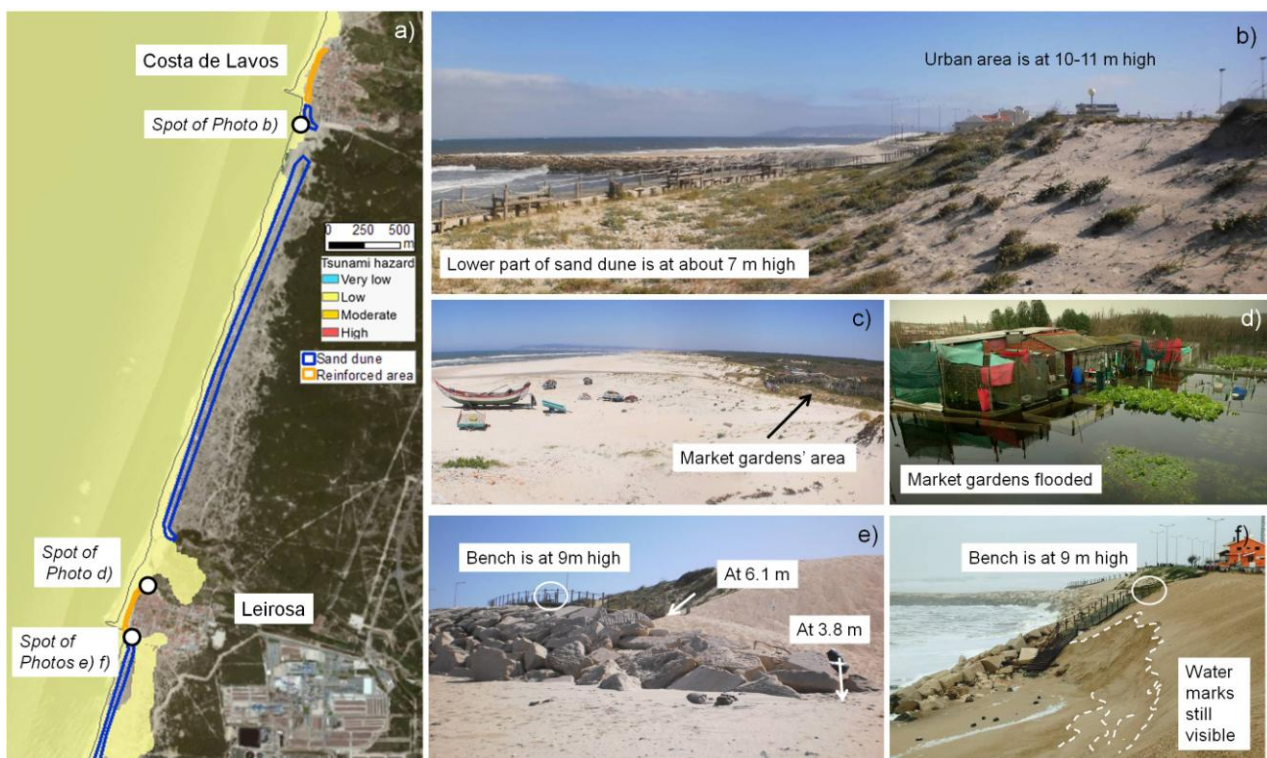 a)
Costa de Lavos
Spot of Photo b)
0 250 500
m
Tsunami hazard
Very low
Low
Moderate
High
Sand dune
Reinforced area
Spot of
Photo d)
Leirosa
Spot of
Photos e) f)
b)
Urban area is at 10-11 m high
Lower part of sand dune is at about 7 m high
c)
Market gardens' area
d)
Market gardens flooded
e)
Bench is at 9m high
At 6.1 m
At 3.8 m
f)
Bench is at 9 m high
Water
marks
still
visible